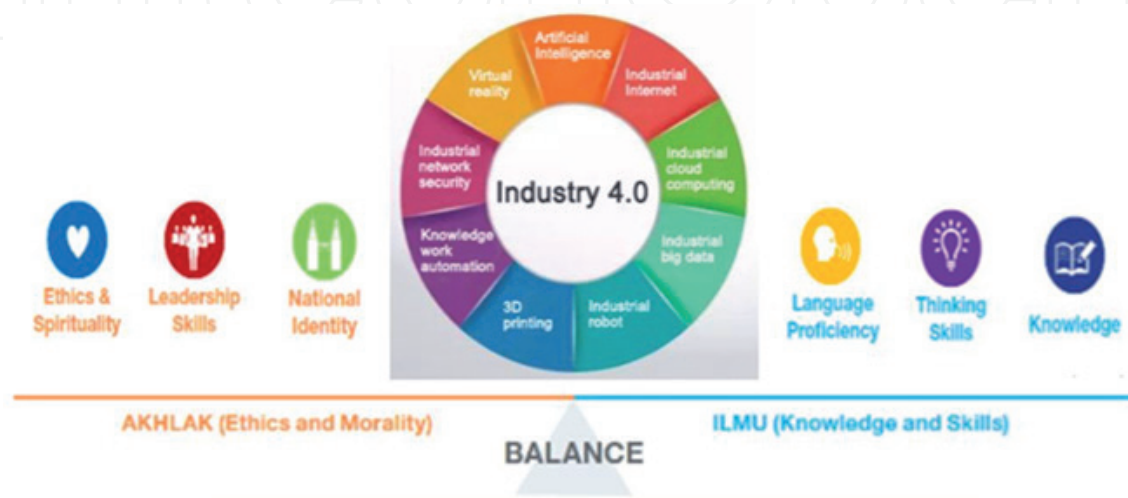 Artificial
Intelligence
Industrial
Internet
Industrial
cloud
computing
Industrial
big data
Industrial
robot
3D
printing
Knowledge
work
automation
Industrial
network
security
Virtual
reality
Industry 4.0
Ethics &
Spirituality
Leadership
Skills
National
Identity
Language
Proficiency
Thinking
Skills
Knowledge
AKHLAK (Ethics and Morality)
ILMU (Knowledge and Skills)
BALANCE